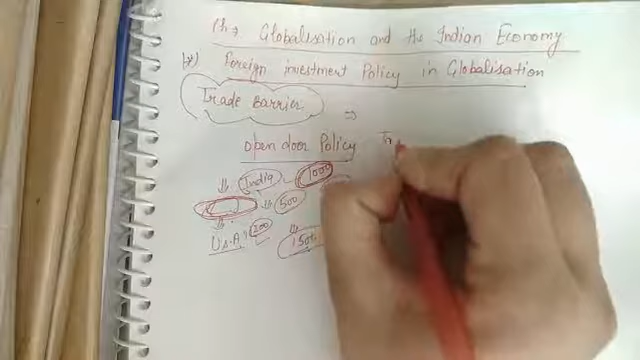 Ch → Globalisation and the Indian Economy
(*) Foreign investment Policy in Globalisation
Trade Barrier ⇒
open door Policy
India 1000
500
U.S.A 200 1500